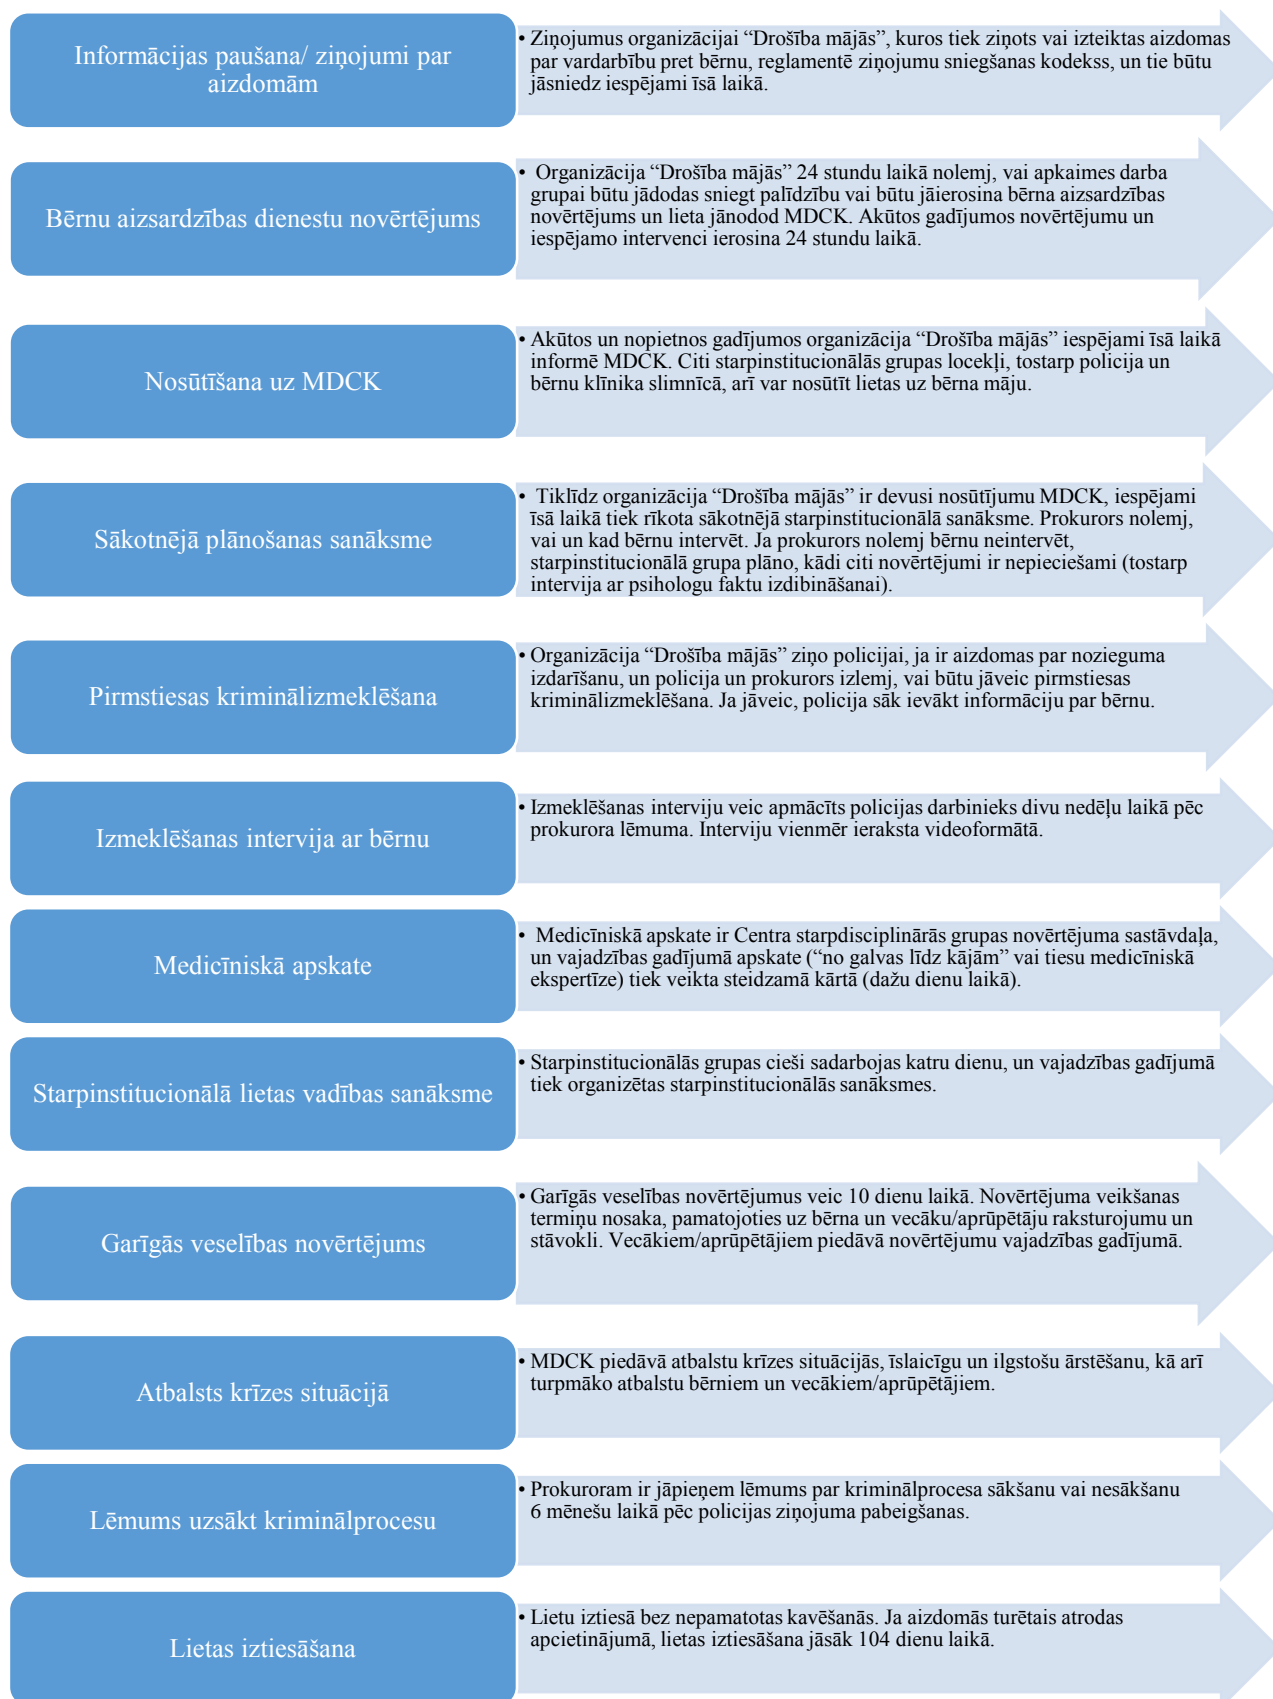 Informācijas paušana/ ziņojumi par
aizdomām
• Ziņojumus organizācijai “Drošība mājās”, kuros tiek ziņots vai izteiktas aizdomas
par vardarbību pret bērnu, reglamentē ziņojumu sniegšanas kodekss, un tie būtu
jāsniedz iespējami īsā laikā.
Bērnu aizsardzības dienestu novērtējums
• Organizācija “Drošība mājās” 24 stundu laikā nolemj, vai apkaimes darba
grupai būtu jādodas sniegt palīdzību vai būtu jāierosina bērna aizsardzības
novērtējums un lieta jānodod MDCK. Akūtos gadījumos novērtējumu un
iespējamo intervenci ierosina 24 stundu laikā.
Nosūtīšana uz MDCK
• Akūtos un nopietnos gadījumos organizācija “Drošība mājās” iespējami īsā laikā
informē MDCK. Citi starpinstitucionālās grupas locekļi, tostarp policija un
bērnu klīnika slimnīcā, arī var nosūtīt lietas uz bērna māju.
Sākotnējā plānošanas sanāksme
• Tiklīdz organizācija “Drošība mājās” ir devusi nosūtījumu MDCK, iespējami
īsā laikā tiek rīkota sākotnējā starpinstitucionālā sanāksme. Prokurors nolemj,
vai un kad bērnu intervēt. Ja prokurors nolemj bērnu neintervēt,
starpinstitucionālā grupa plāno, kādi citi novērtējumi ir nepieciešami (tostarp
intervija ar psihologu faktu izdibināšanai).
Pirmstiesas kriminālizmeklēšana
• Organizācija “Drošība mājās” ziņo policijai, ja ir aizdomas par nozieguma
izdarīšanu, un policija un prokurors izlemj, vai būtu jāveic pirmstiesas
kriminālizmeklēšana. Ja jāveic, policija sāk ievākt informāciju par bērnu.
Izmeklēšanas intervija ar bērnu
• Izmeklēšanas interviju veic apmācīts policijas darbinieks divu nedēļu laikā pēc
prokurora lēmuma. Interviju vienmēr ieraksta videoformātā.
Medicīniskā apskate
• Medicīniskā apskate ir Centra starpdisciplinārās grupas novērtējuma sastāvdaļa,
un vajadzības gadījumā apskate (“no galvas līdz kājām” vai tiesu medicīniskā
ekspertīze) tiek veikta steidzamā kārtā (dažu dienu laikā).
Starpinstitucionālā lietas vadības sanāksme
• Starpinstitucionālās grupas cieši sadarbojas katru dienu, un vajadzības gadījumā
tiek organizētas starpinstitucionālās sanāksmes.
Garīgās veselības novērtējums
• Garīgās veselības novērtējumus veic 10 dienu laikā. Novērtējuma veikšanas
termiņu nosaka, pamatojoties uz bērna un vecāku/aprūpētāju raksturojumu un
stāvokli. Vecākiem/aprūpētājiem piedāvā novērtējumu vajadzības gadījumā.
Atbalsts krīzes situācijā
• MDCK piedāvā atbalstu krīzes situācijās, īslaicīgu un ilgstošu ārstēšanu, kā arī
turpmāko atbalstu bērniem un vecākiem/aprūpētājiem.
Lēmums uzsākt kriminālprocesu
• Prokuroram ir jāpieņem lēmums par kriminālprocesa sākšanu vai nesākšanu
6 mēnešu laikā pēc policijas ziņojuma pabeigšanas.
Lietas iztiesāšana
• Lietu iztiesā bez nepamatotas kavēšanās. Ja aizdomās turētais atrodas
apcietinājumā, lietas iztiesāšana jāsāk 104 dienu laikā.